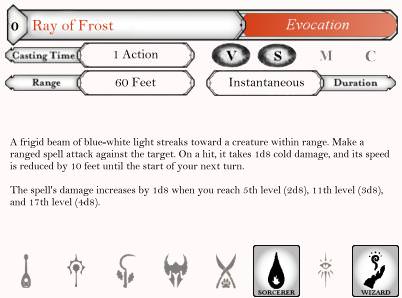 0 Ray of Frost Evocation
Casting Time 1 Action V S M C
Range 60 Feet Instantaneous Duration
A frigid beam of blue-white light streaks toward a creature within range. Make a
ranged spell attack against the target. On a hit, it takes 1d8 cold damage, and its speed
is reduced by 10 feet until the start of your next turn.
The spell's damage increases by 1d8 when you reach 5th level (2d8), 11th level (3d8),
and 17th level (4d8).
SORCERER WIZARD